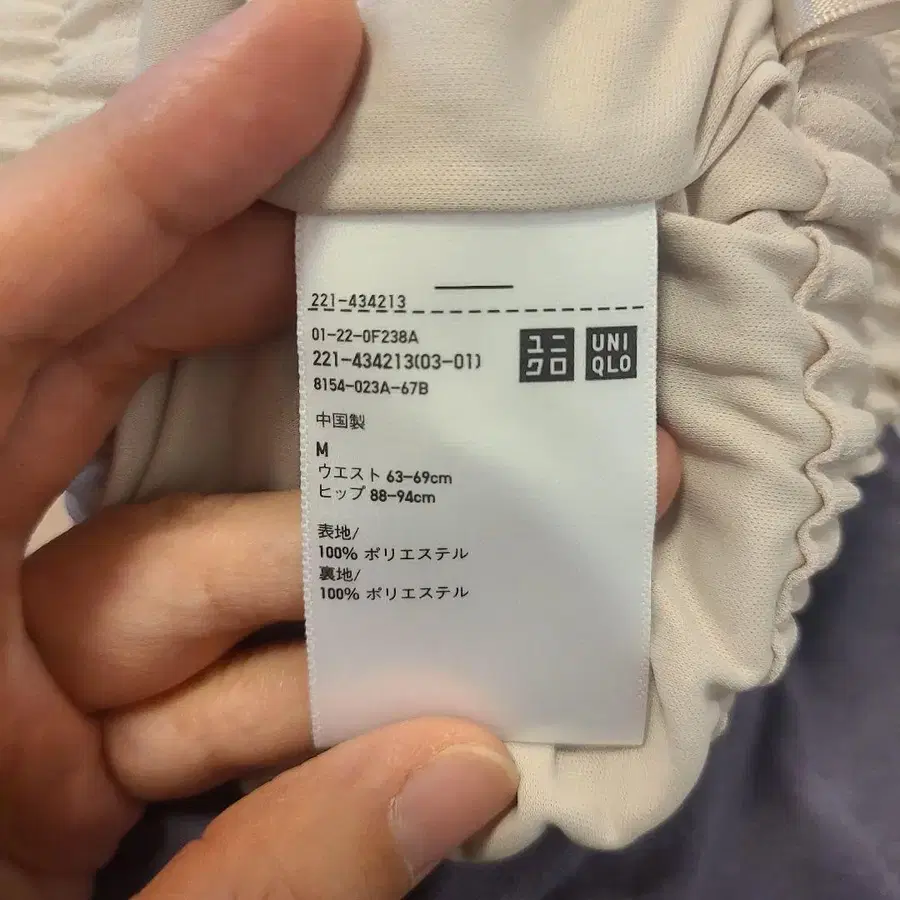 221-434213
01-22-0F238A
221-434213(03-01)
8154-023A-67B
ユニ
クロ
UNI
QLO
中国製
M
ウエスト 63-69cm
ヒップ 88-94cm
表地/
100% ポリエステル
裏地/
100% ポリエステル